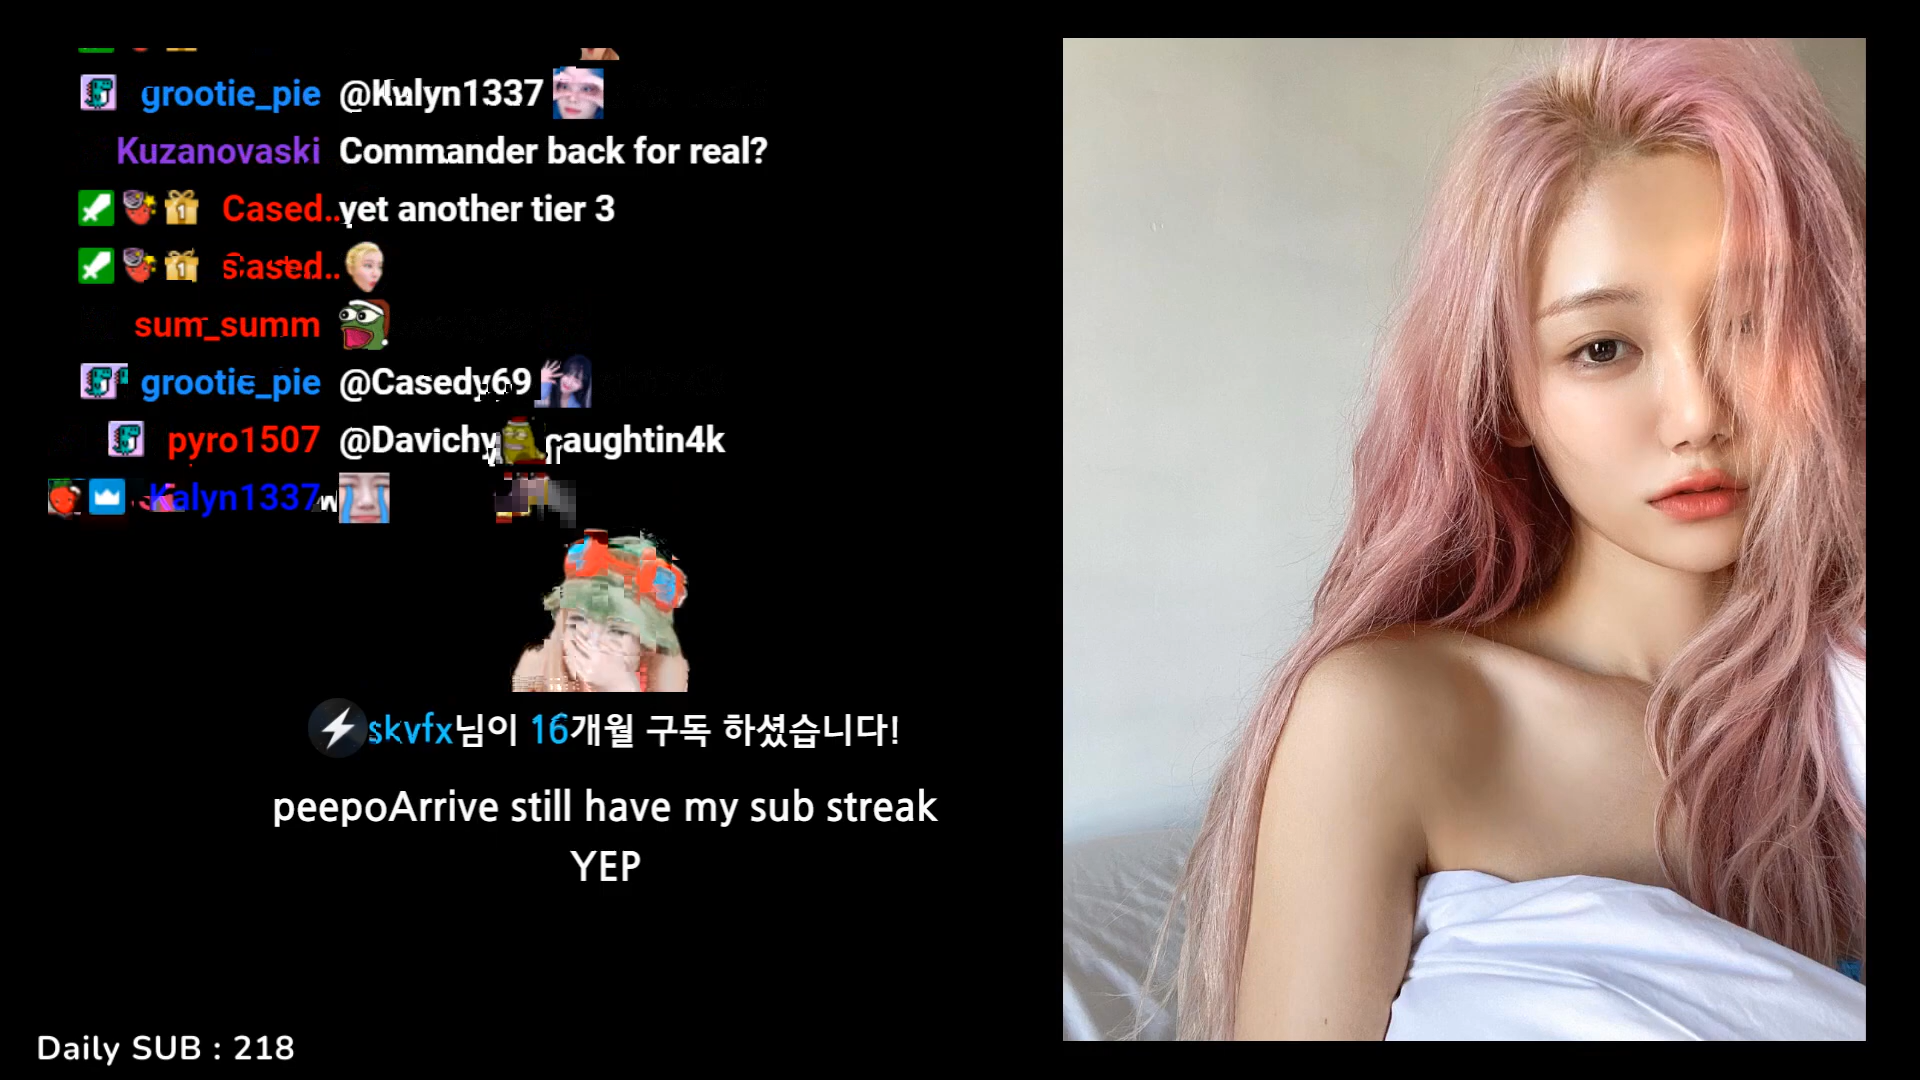 grootie_pie @Kalyn1337
Kuzanovaski Commander back for real?
Cased.. yet another tier 3
Cased..
sum_summ
grootie_pie @Casedy69
pyro1507 @Davichy caughtin4k
Kalyn1337
skvfx님이 16개월 구독 하셨습니다!
peepoArrive still have my sub streak
YEP
Daily SUB : 218